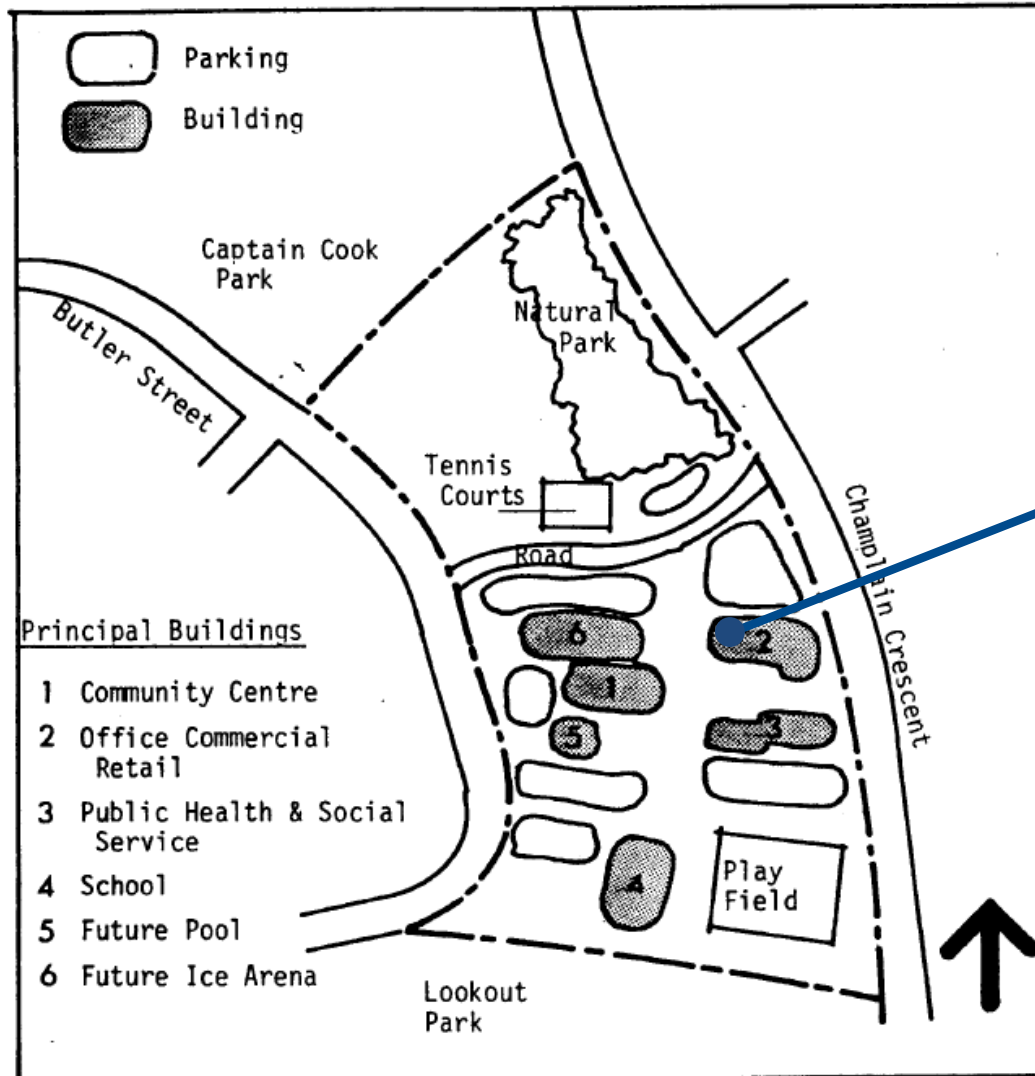 Parking
Building
Captain Cook
Park
Butler Street
Natural
Park
Tennis
Courts
Road
Champlain Crescent
Principal Buildings
1 Community Centre
2 Office Commercial
Retail
3 Public Health & Social
Service
4 School
5 Future Pool
6 Future Ice Arena
6
2
1
5
3
4
Play
Field
Lookout
Park